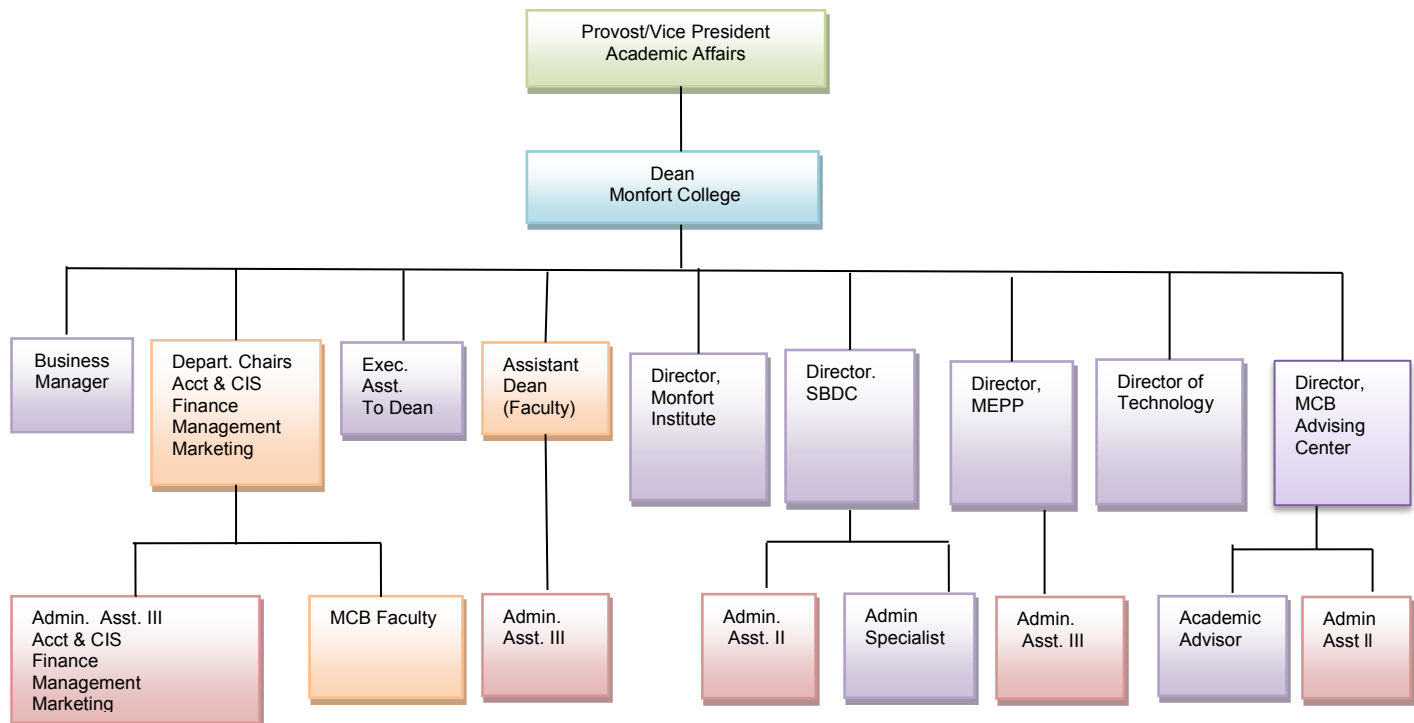 Provost/Vice President
Academic Affairs
Dean
Monfort College
Business
Manager
Depart. Chairs
Acct & CIS
Finance
Management
Marketing
Exec.
Asst.
To Dean
Assistant
Dean
(Faculty)
Director,
Monfort
Institute
Director.
SBDC
Director,
MEPP
Director of
Technology
Director,
MCB
Advising
Center
Admin. Asst. III
Acct & CIS
Finance
Management
Marketing
MCB Faculty
Admin.
Asst. III
Admin.
Asst. II
Admin
Specialist
Admin.
Asst. III
Academic
Advisor
Admin
Asst ll